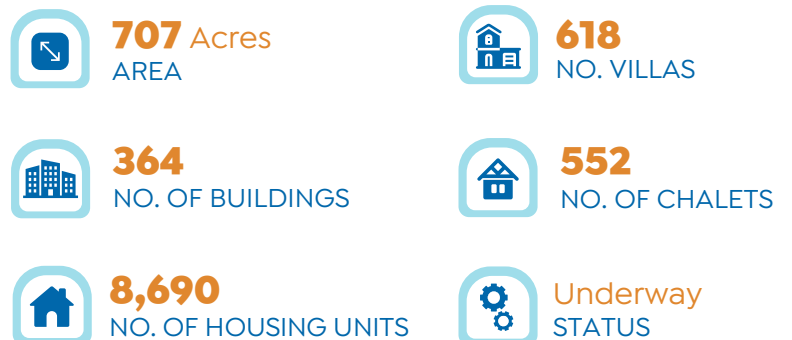 707 Acres
AREA
618
NO. VILLAS
364
NO. OF BUILDINGS
552
NO. OF CHALETS
8,690
NO. OF HOUSING UNITS
Underway
STATUS